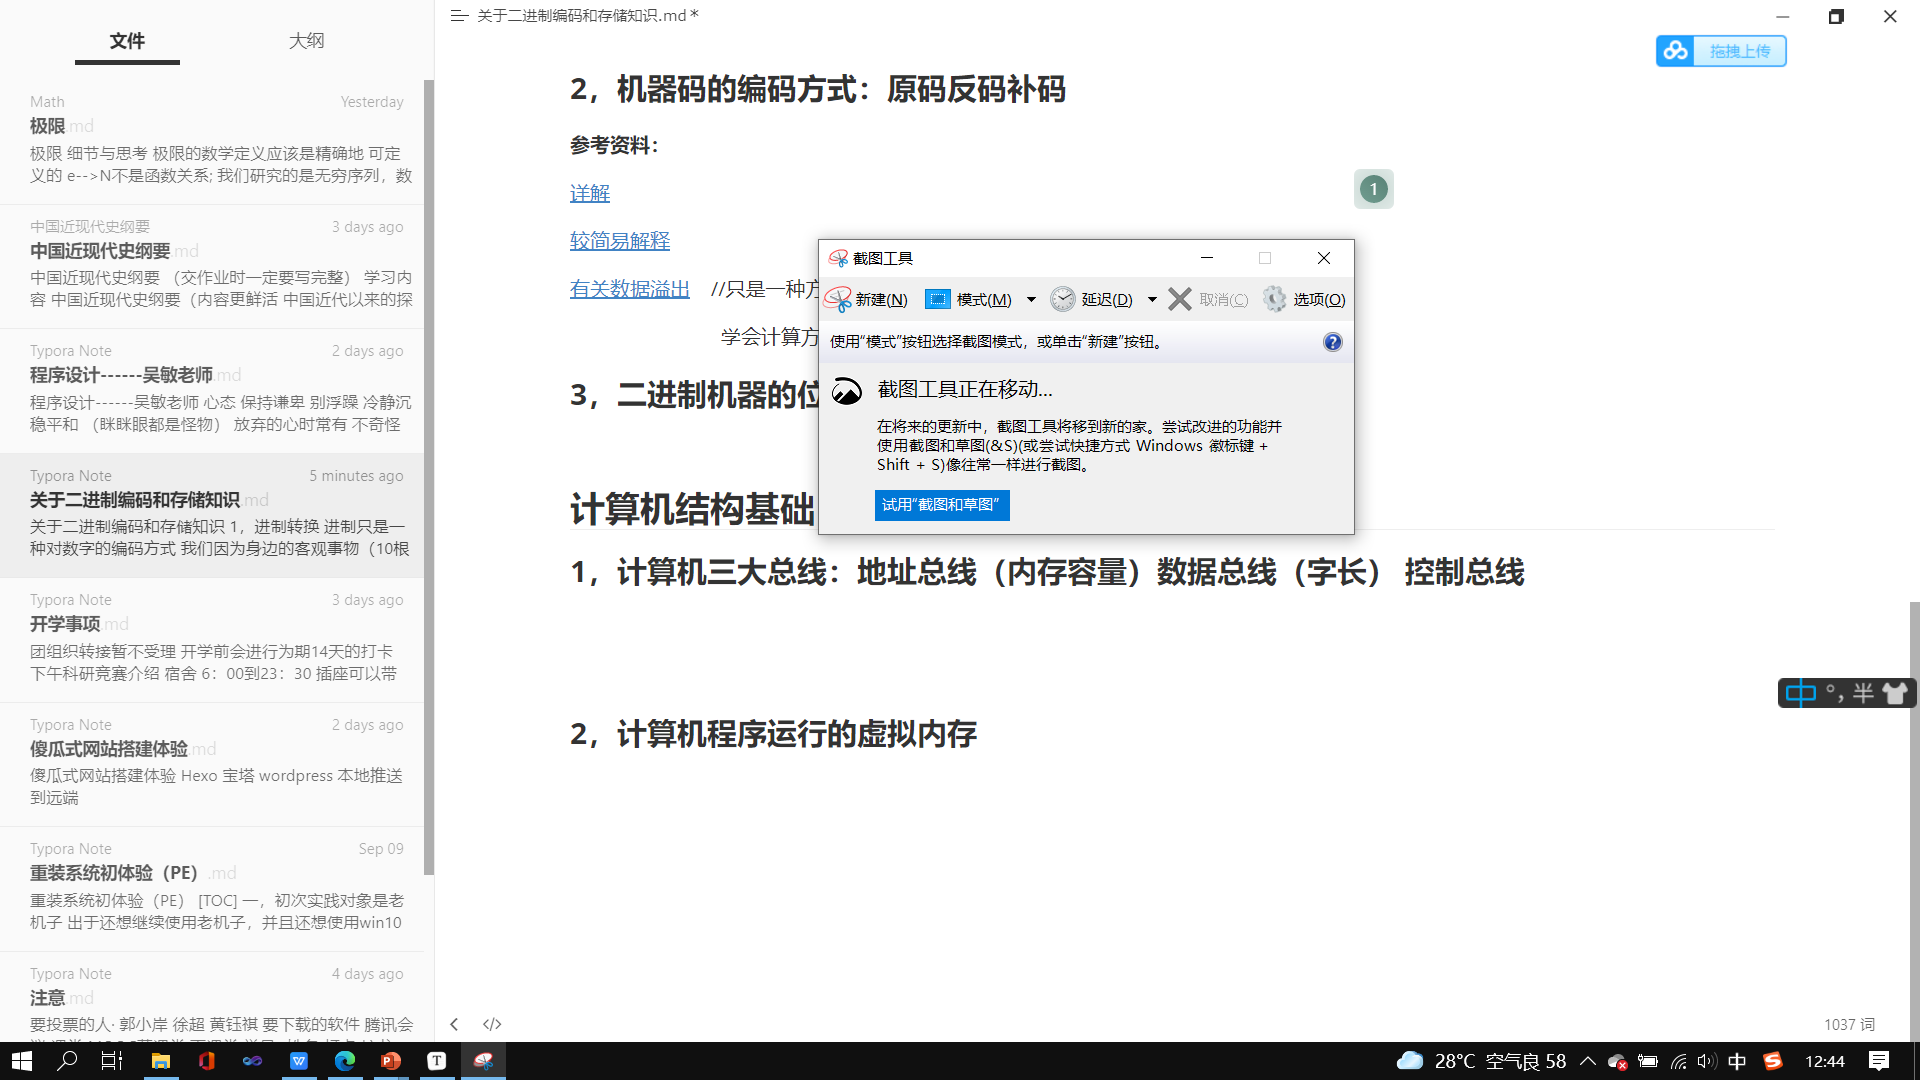 文件
大纲
Math
Yesterday
极限.md
极限 细节与思考 极限的数学定义应该是精确地 可定
义的 e-->N不是函数关系; 我们研究的是无穷序列，数
中国近现代史纲要
3 days ago
中国近现代史纲要.md
中国近现代史纲要 （交作业时一定要写完整） 学习内
容 中国近现代史纲要（内容更鲜活 中国近代以来的探
Typora Note
2 days ago
程序设计------吴敏老师.md
程序设计------吴敏老师 心态 保持谦卑 别浮躁 冷静沉
稳平和 （眯眯眼都是怪物） 放弃的心时常有 不奇怪
Typora Note
5 minutes ago
关于二进制编码和存储知识.md
关于二进制编码和存储知识 1，进制转换 进制只是一
种对数字的编码方式 我们因为身边的客观事物（10根
Typora Note
3 days ago
开学事项.md
团组织转接暂不受理 开学前会进行为期14天的打卡
下午科研竞赛介绍 宿舍 6：00到23：30 插座可以带
Typora Note
2 days ago
傻瓜式网站搭建体验.md
傻瓜式网站搭建体验 Hexo 宝塔 wordpress 本地推送
到远端
Typora Note
Sep 09
重装系统初体验（PE）.md
重装系统初体验（PE） [TOC] 一，初次实践对象是老
机子 出于还想继续使用老机子，并且还想使用win10
Typora Note
4 days ago
注意.md
要投票的人· 郭小岸 徐超 黄钰祺 要下载的软件 腾讯会
关于二进制编码和存储知识.md *
拖拽上传
2，机器码的编码方式：原码反码补码
参考资料：
详解
1
较简易解释
有关数据溢出 //只是一种方
学会计算方
3，二进制机器的位
计算机结构基础
1，计算机三大总线：地址总线（内存容量）数据总线（字长） 控制总线
2，计算机程序运行的虚拟内存
截图工具
新建(N) 模式(M) 延迟(D) 取消(C) 选项(O)
使用“模式”按钮选择截图模式，或单击“新建”按钮。
截图工具正在移动...
在将来的更新中，截图工具将移到新的家。尝试改进的功能并
使用截图和草图(&S)(或尝试快捷方式 Windows 徽标键 +
Shift + S)像往常一样进行截图。
试用“截图和草图”
中 °, 半
</>
1037 词
28°C 空气良 58
中
12:44